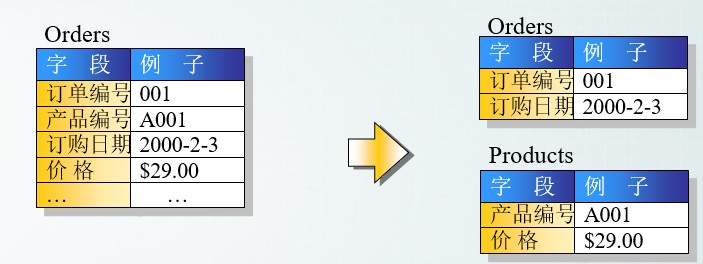 Orders
字 段 例 子
订单编号 001
产品编号 A001
订购日期 2000-2-3
价 格 $29.00
… …
Orders
字 段 例 子
订单编号 001
订购日期 2000-2-3
Products
字 段 例 子
产品编号 A001
价 格 $29.00